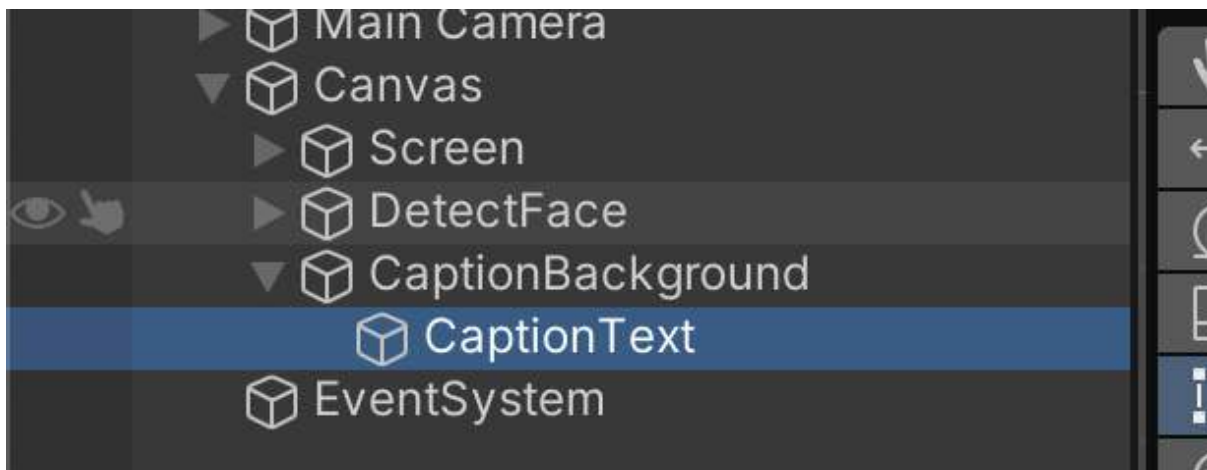 Main Camera
Canvas
Screen
DetectFace
CaptionBackground
CaptionText
EventSystem